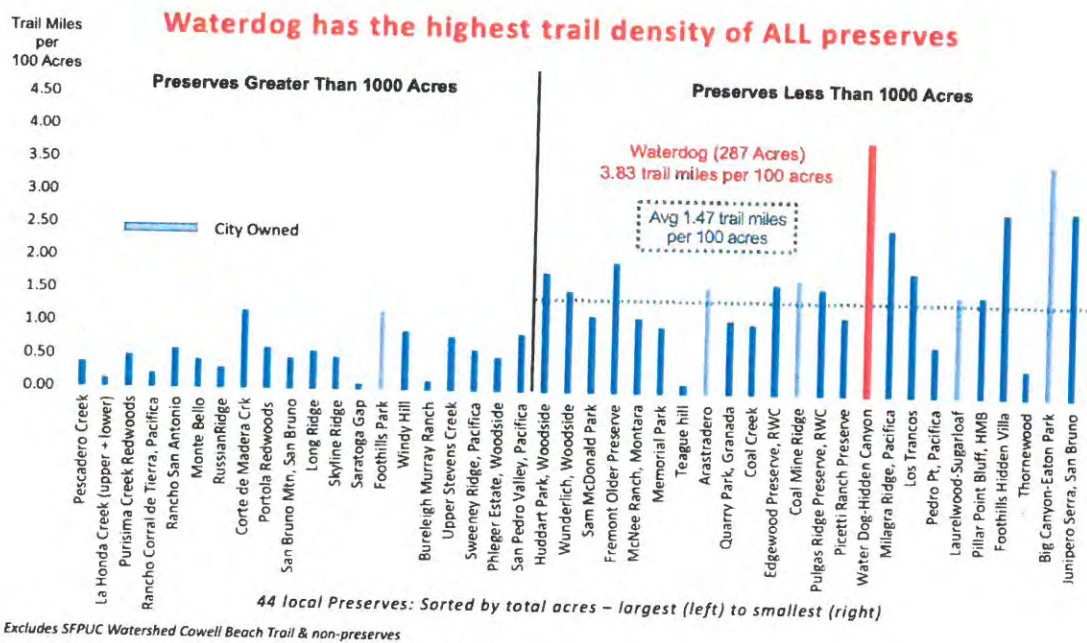 Waterdog has the highest trail density of ALL preserves
Trail Miles
per
100 Acres
Preserves Greater Than 1000 Acres
Preserves Less Than 1000 Acres
4.50
4.00
3.50
3.00
2.50
2.00
1.50
1.00
0.50
0.00
City Owned
Waterdog (287 Acres)
3.83 trail miles per 100 acres
Avg 1.47 trail miles
per 100 acres
Pescadero Creek
La Honda Creek (upper + lower)
Purisima Creek Redwoods
Rancho Corral de Tierra, Pacifica
Rancho San Antonio
Monte Bello
RussianRidge
Corte de Madera Crk
Portola Redwoods
San Bruno Mtn, San Bruno
Long Ridge
Skyline Ridge
Saratoga Gap
Foothills Park
Windy Hill
Bureleigh Murray Ranch
Upper Stevens Creek
Sweeney Ridge, Pacifica
Phleger Estate, Woodside
San Pedro Valley, Pacifica
Huddart Park, Woodside
Wunderlich, Woodside
Sam McDonald Park
Fremont Older Preserve
McNee Ranch, Montara
Memorial Park
Teague hill
Arastradero
Quarry Park, Granada
Coal Creek
Edgewood Preserve, RWC
Coal Mine Ridge
Pulgas Ridge Preserve, RWC
Picetti Ranch Preserve
Water Dog-Hidden Canyon
Milagra Ridge, Pacifica
Los Trancos
Pedro Pt, Pacifica
Laurelwood-Sugarloaf
Pillar Point Bluff, HMB
Foothills Hidden Villa
Thornewood
Big Canyon-Eaton Park
Junipero Serra, San Bruno
44 local Preserves: Sorted by total acres – largest (left) to smallest (right)
Excludes SFPUC Watershed Cowell Beach Trail & non-preserves